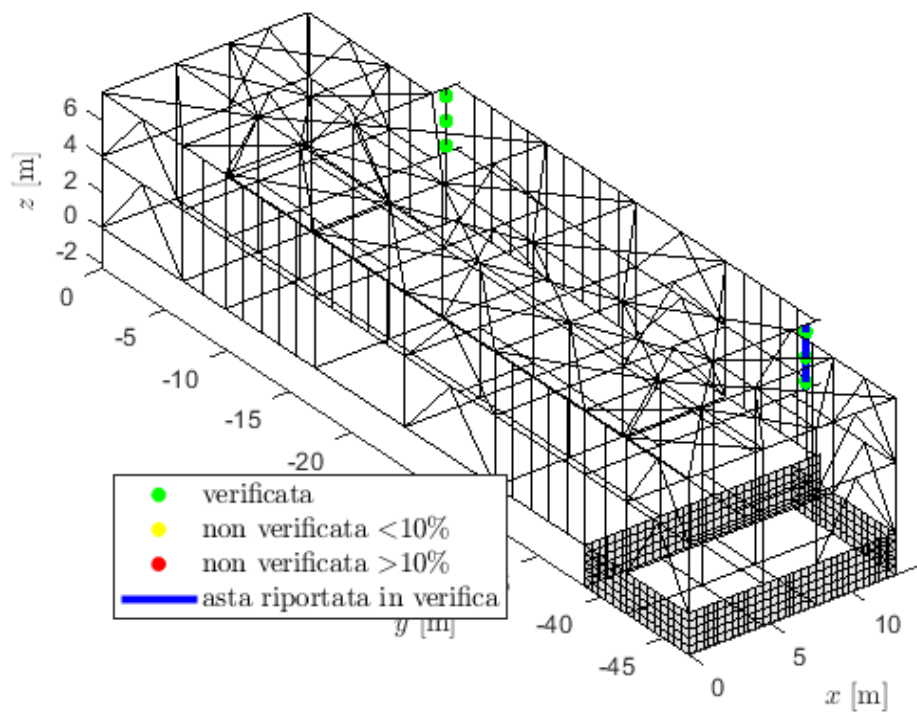 6
4
2
0
-2
z [m]
0
-5
-10
-15
-20
-40
-45
y [m]
0
5
10
x [m]
verificata
non verificata <10%
non verificata >10%
asta riportata in verifica